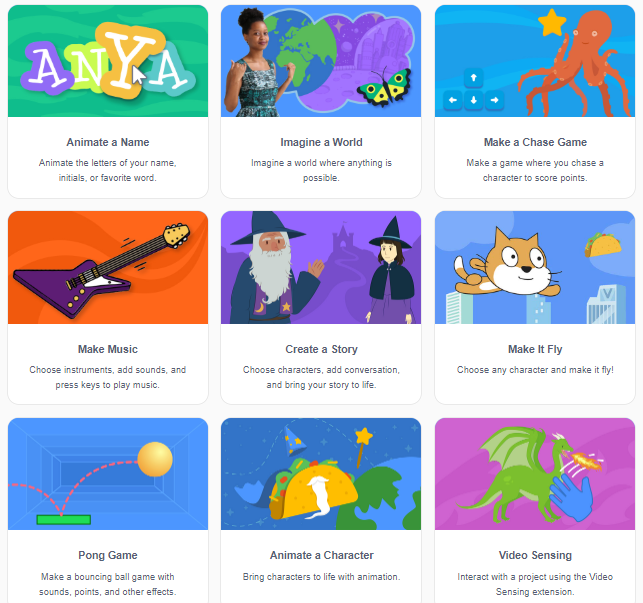 ANYA
Animate a Name
Animate the letters of your name,
initials, or favorite word.
Imagine a World
Imagine a world where anything is
possible.
Make a Chase Game
Make a game where you chase a
character to score points.
Make Music
Choose instruments, add sounds, and
press keys to play music.
Create a Story
Choose characters, add conversation,
and bring your story to life.
Make It Fly
Choose any character and make it fly!
Pong Game
Make a bouncing ball game with
sounds, points, and other effects.
Animate a Character
Bring characters to life with animation.
Video Sensing
Interact with a project using the Video
Sensing extension.